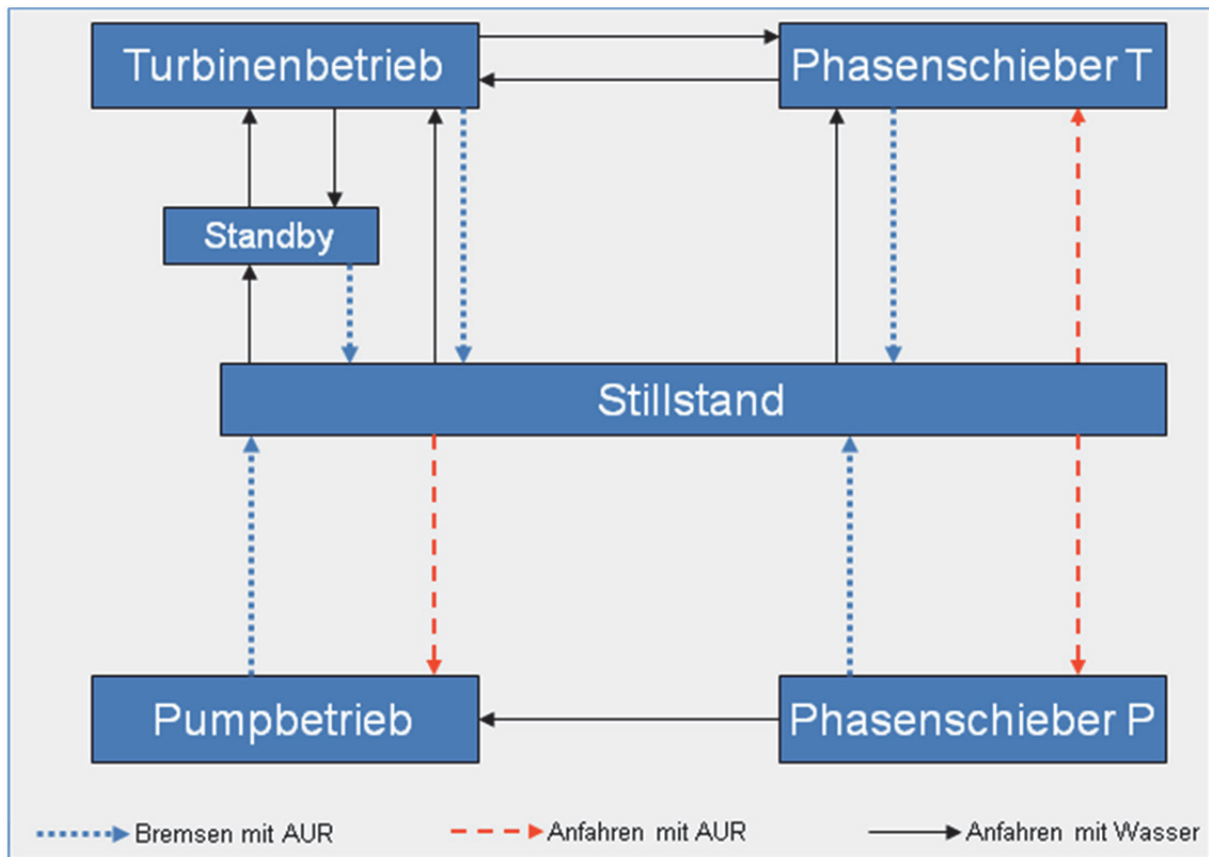 Turbinenbetrieb
Phasenschieber T
Standby
Stillstand
Pumpbetrieb
Phasenschieber P
Bremsen mit AUR
Anfahren mit AUR
Anfahren mit Wasser